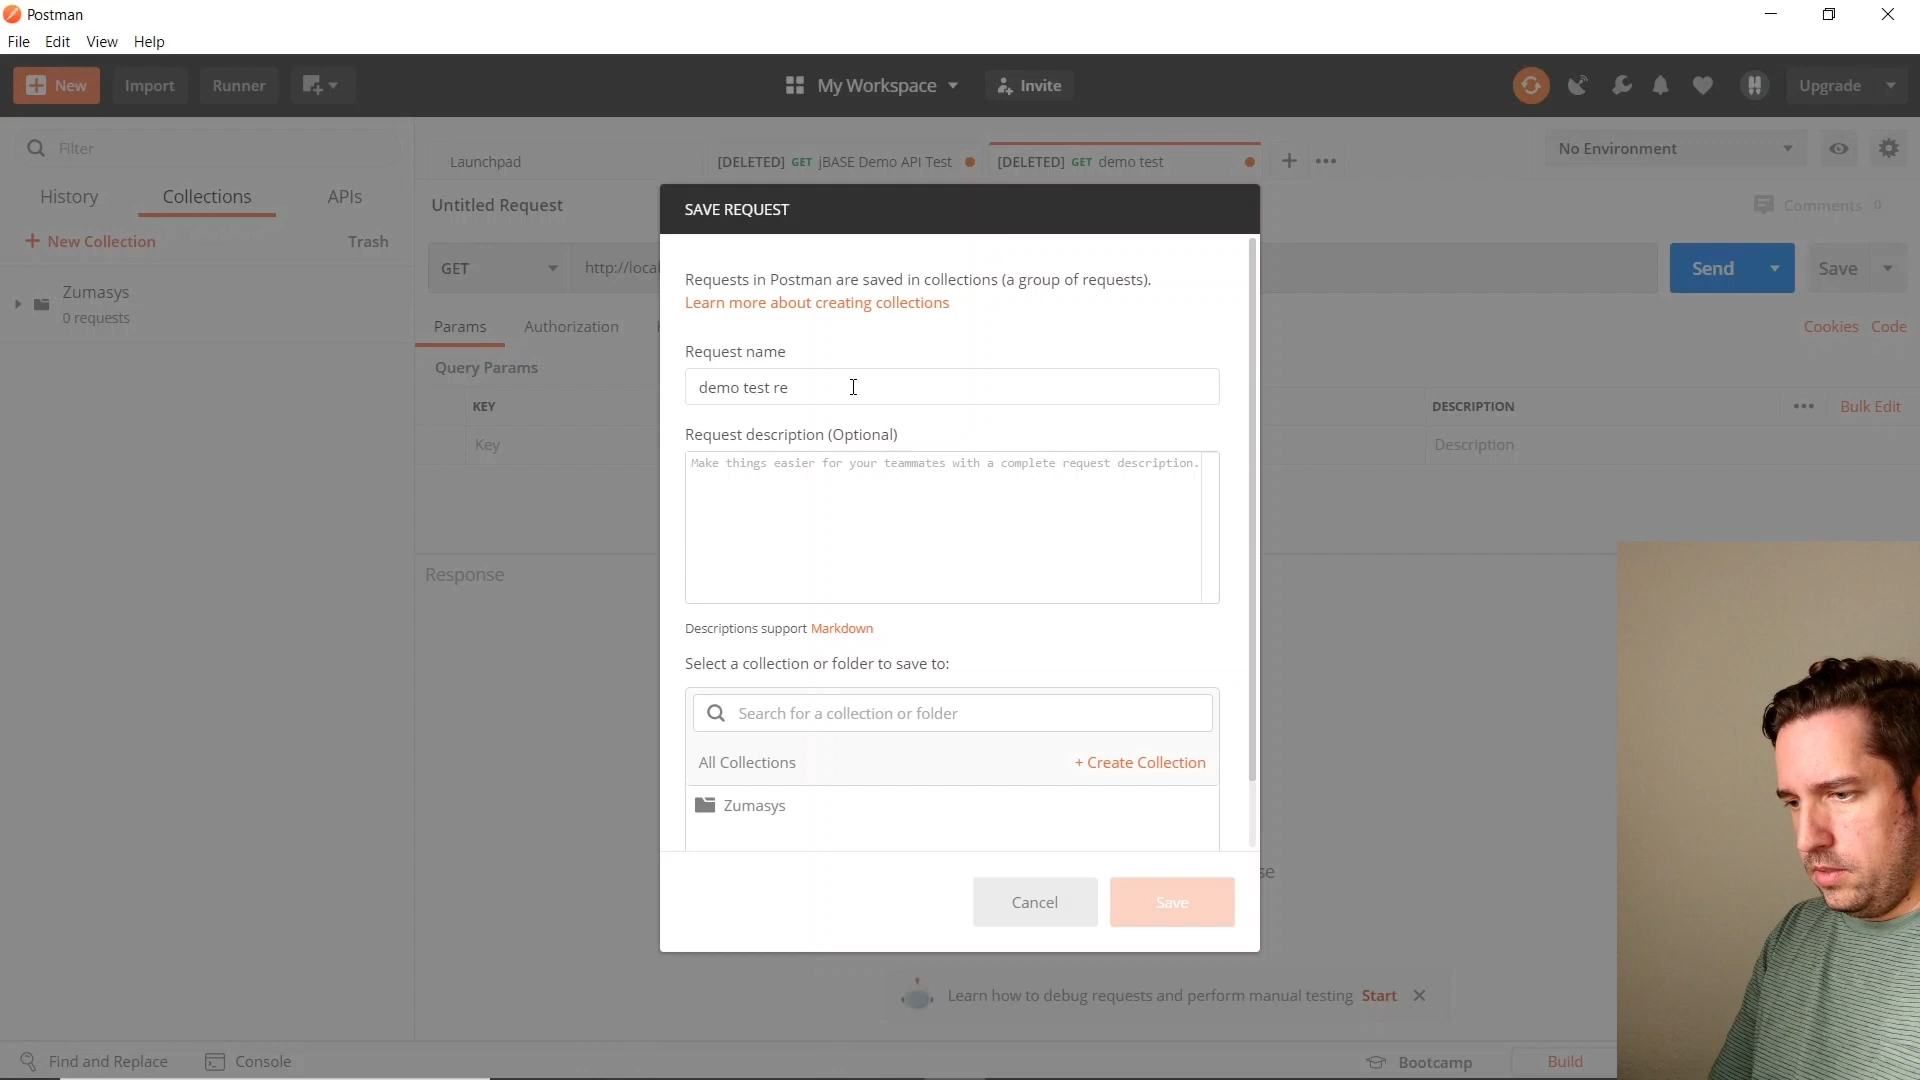 Postman
File Edit View Help
New Import Runner My Workspace Invite Upgrade
Filter
Launchpad [DELETED] GET jBASE Demo API Test [DELETED] GET demo test No Environment
History Collections APIs
Untitled Request Comments 0
New Collection Trash
GET http://local Send Save
Zumasys
0 requests
Params Authorization Cookies Code
Query Params
KEY DESCRIPTION Bulk Edit
Key Description
Response
SAVE REQUEST
Requests in Postman are saved in collections (a group of requests).
Learn more about creating collections
Request name
demo test re
Request description (Optional)
Make things easier for your teammates with a complete request description.
Descriptions support Markdown
Select a collection or folder to save to:
Search for a collection or folder
All Collections + Create Collection
Zumasys
Cancel Save
se
Learn how to debug requests and perform manual testing Start
Find and Replace Console Bootcamp Build